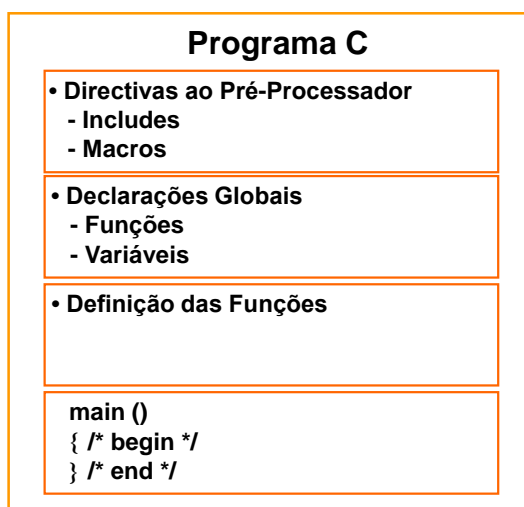 Programa C
• Directivas ao Pré-Processador
- Includes
- Macros
• Declarações Globais
- Funções
- Variáveis
• Definição das Funções
main ()
{ /* begin */
} /* end */